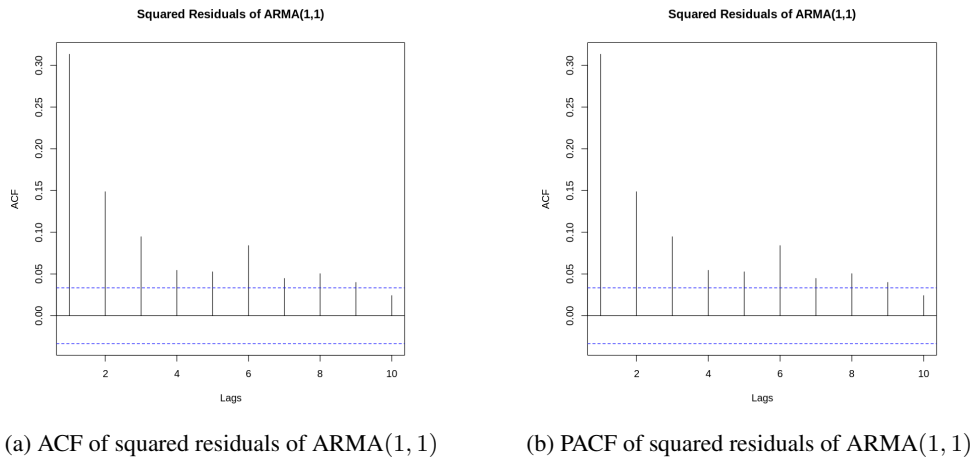 Squared Residuals of ARMA(1,1)
ACF
0.00 0.05 0.10 0.15 0.20 0.25 0.30
2 4 6 8 10
Lags
(a) ACF of squared residuals of ARMA(1, 1)
Squared Residuals of ARMA(1,1)
ACF
0.00 0.05 0.10 0.15 0.20 0.25 0.30
2 4 6 8 10
Lags
(b) PACF of squared residuals of ARMA(1, 1)